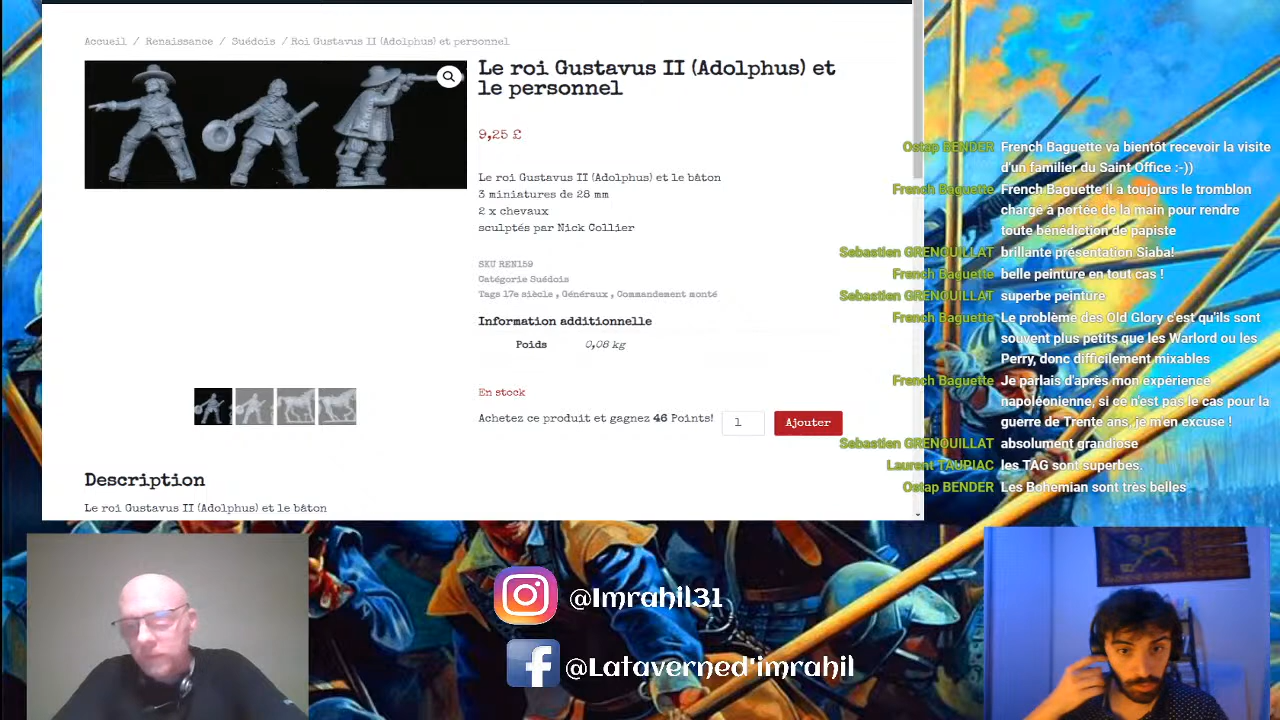 Accueil / Renaissance / Suédois / Roi Gustavus II (Adolphus) et personnel
Le roi Gustavus II (Adolphus) et
le personnel
9,25 £
Le roi Gustavus II (Adolphus) et le bâton
3 miniatures de 28 mm
2 x chevaux
sculptés par Nick Collier
SKU REN159
Catégorie Suédois
Tags 17e siècle , Généraux , Commandement monté
Information additionnelle
Poids 0,08 kg
En stock
Achetez ce produit et gagnez 46 Points! 1 Ajouter
Description
Le roi Gustavus II (Adolphus) et le bâton
Ostap BENDER French Baguette va bientôt recevoir la visite
d'un familier du Saint Office :-))
French Baguette French Baguette il a toujours le tromblon
chargé à portée de la main pour rendre
toute bénédiction de papiste
Sebastien GRENOUILLAT brillante présentation Siaba!
French Baguette belle peinture en tout cas !
Sebastien GRENOUILLAT superbe peinture
French Baguette Le problème des Old Glory c'est qu'ils sont
souvent plus petits que les Warlord ou les
Perry, donc difficilement mixables
French Baguette Je parlais d'après mon expérience
napoléonienne, si ce n'est pas le cas pour la
guerre de Trente ans, je m'en excuse !
Sebastien GRENOUILLAT absolument grandiose
Laurent TAUPIAC les TAG sont superbes.
Ostap BENDER Les Bohemian sont très belles
@Imrahil31
@Lataverned'imrahil